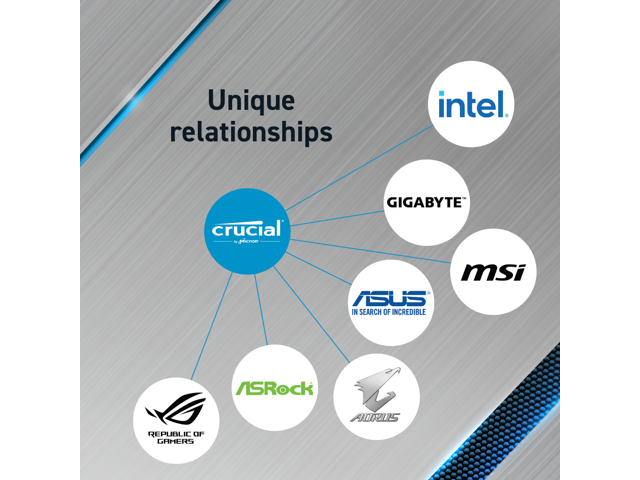 Unique
relationships
intel.
GIGABYTE™
crucial®
by micron
msi
ASUS®
IN SEARCH OF INCREDIBLE
ASRock
AORUS
REPUBLIC OF
GAMERS